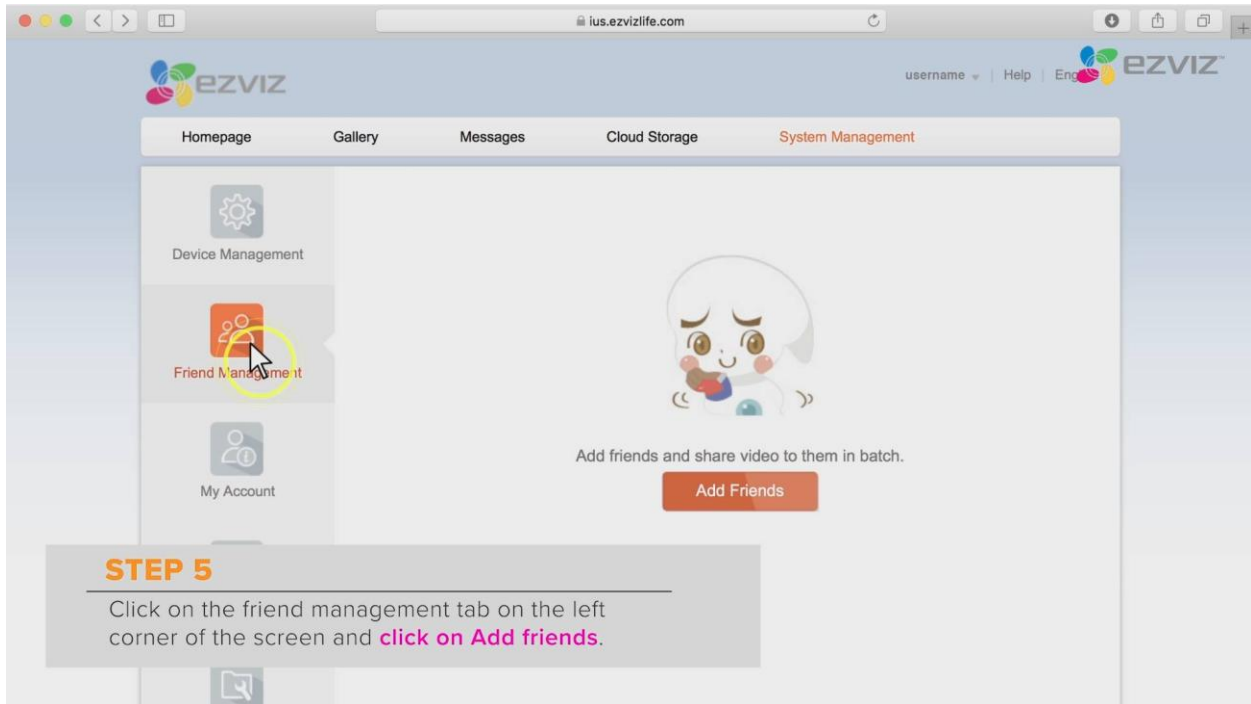 ius.ezvizlife.com
ezviz
username | Help | Eng
ezviz
Homepage Gallery Messages Cloud Storage System Management
Device Management
Friend Management
Add friends and share video to them in batch.
Add Friends
My Account
STEP 5
Click on the friend management tab on the left
corner of the screen and click on Add friends.